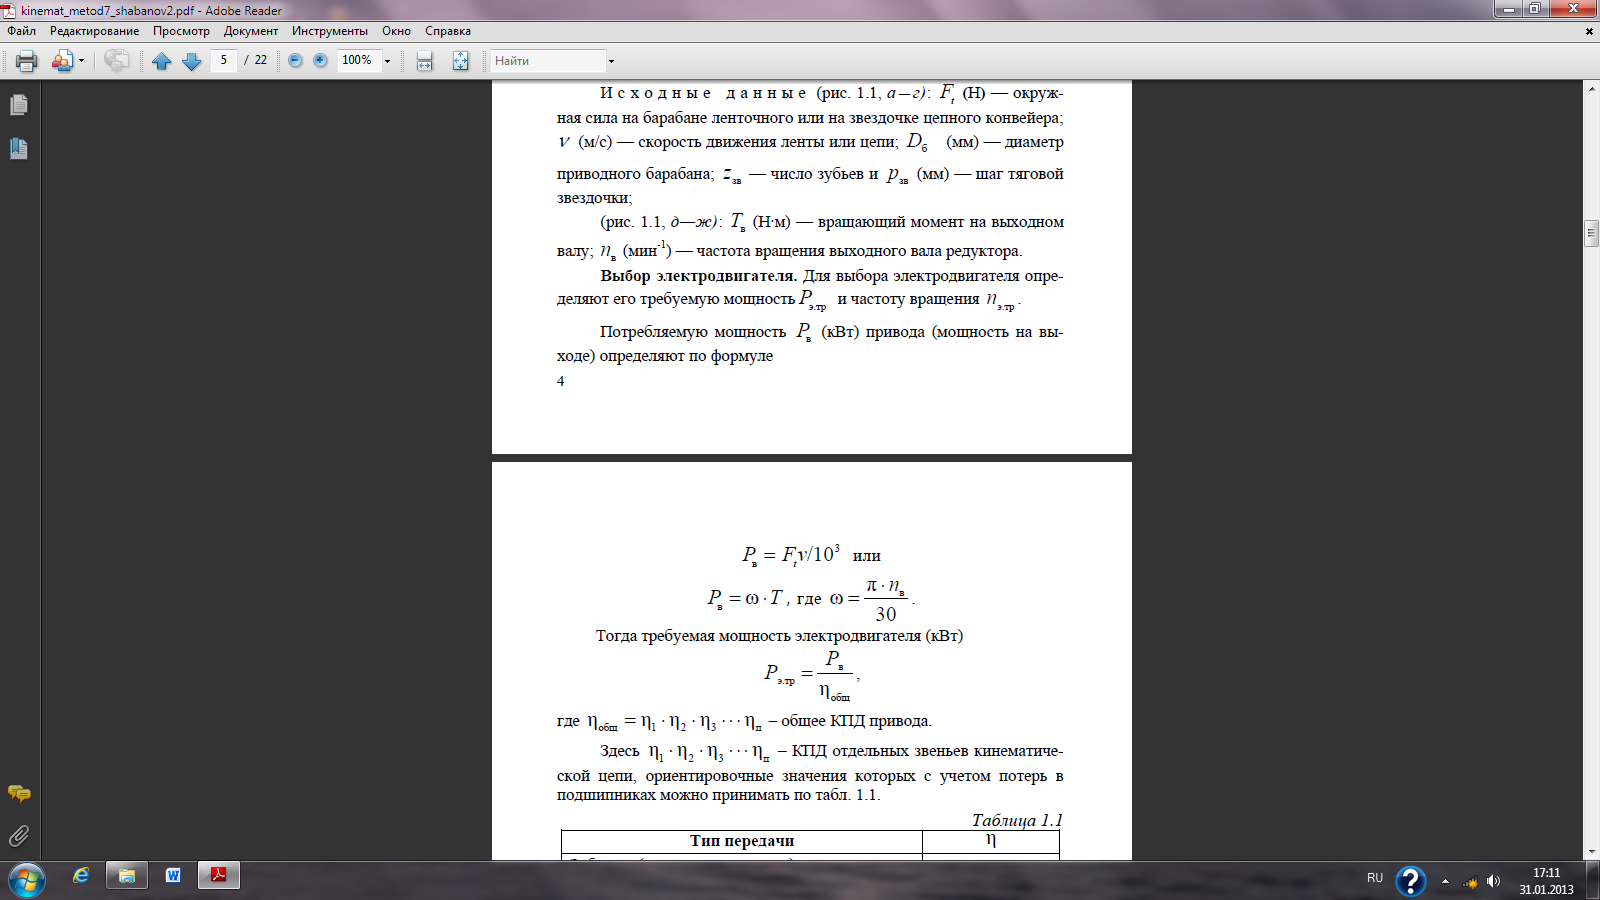 kinemat_metod7_shabanov2.pdf - Adobe Reader
Файл Редактирование Просмотр Документ Инструменты Окно Справка
5 / 22 100% Найти
Исходные данные (рис. 1.1, а—г): Ft (Н) — окруж-
ная сила на барабане ленточного или на звездочке цепного конвейера;
v (м/с) — скорость движения ленты или цепи; Dб (мм) — диаметр
приводного барабана; zзв — число зубьев и pзв (мм) — шаг тяговой
звездочки;
(рис. 1.1, д—ж): Tв (Н·м) — вращающий момент на выходном
валу; nв (мин-1) — частота вращения выходного вала редуктора.
Выбор электродвигателя. Для выбора электродвигателя опре-
деляют его требуемую мощность Pэ.тр и частоту вращения nэ.тр.
Потребляемую мощность Pв (кВт) привода (мощность на вы-
ходе) определяют по формуле
4
Pв = Ftv/10³ или
Pв = ω · T, где ω = π · nв / 30.
Тогда требуемая мощность электродвигателя (кВт)
Pэ.тр = Pв / ηобщ,
где ηобщ = η1 · η2 · η3 ··· ηп – общее КПД привода.
Здесь η1 · η2 · η3 ··· ηп – КПД отдельных звеньев кинематиче-
ской цепи, ориентировочные значения которых с учетом потерь в
подшипниках можно принимать по табл. 1.1.
Таблица 1.1
Тип передачи η
RU 17:11
31.01.2013